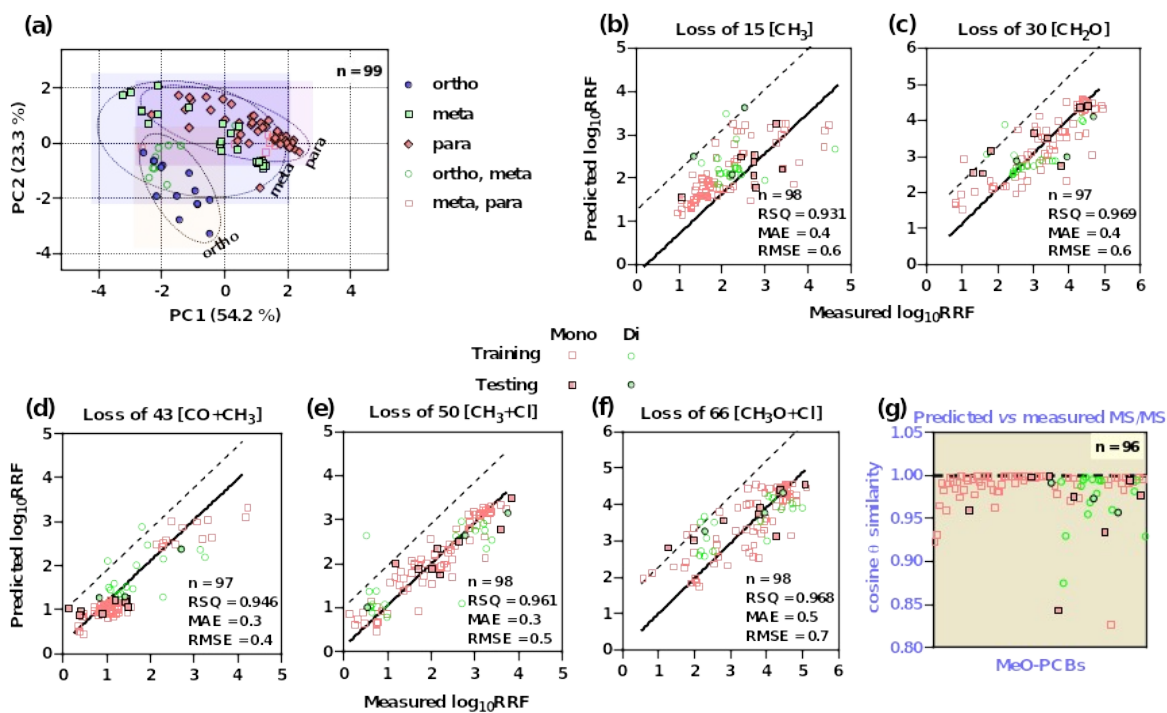 (a)
n = 99
PC2 (23.3 %)
2
0
-2
-4
-4
-2
0
2
4
PC1 (54.2 %)
para
meta
ortho
ortho
meta
para
ortho, meta
meta, para
(b)
Loss of 15 [CH₃]
Predicted log₁₀RRF
5
4
3
2
1
0
0
1
2
3
4
5
n = 98
RSQ = 0.931
MAE = 0.4
RMSE = 0.6
(c)
Loss of 30 [CH₂O]
6
5
4
3
2
1
0
0
1
2
3
4
5
6
n = 97
RSQ = 0.969
MAE = 0.4
RMSE = 0.6
Measured log₁₀RRF
Mono Di
Training
Testing
(d)
Loss of 43 [CO+CH₃]
Predicted log₁₀RRF
5
4
3
2
1
0
0
1
2
3
4
5
n = 97
RSQ = 0.946
MAE = 0.3
RMSE = 0.4
(e)
Loss of 50 [CH₃+Cl]
5
4
3
2
1
0
0
1
2
3
4
5
n = 98
RSQ = 0.961
MAE = 0.3
RMSE = 0.5
Measured log₁₀RRF
(f)
Loss of 66 [CH₃O+Cl]
6
5
4
3
2
1
0
0
1
2
3
4
5
6
n = 98
RSQ = 0.968
MAE = 0.5
RMSE = 0.7
(g)
Predicted vs measured MS/MS
n = 96
cosine θ similarity
1.05
1.00
0.95
0.90
0.85
0.80
MeO-PCBs